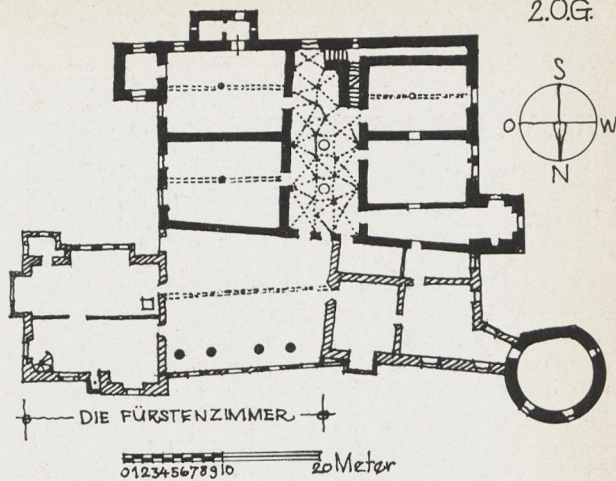 2.O.G.
S
O W
N
DIE FÜRSTENZIMMER
012345678910 20 Meter